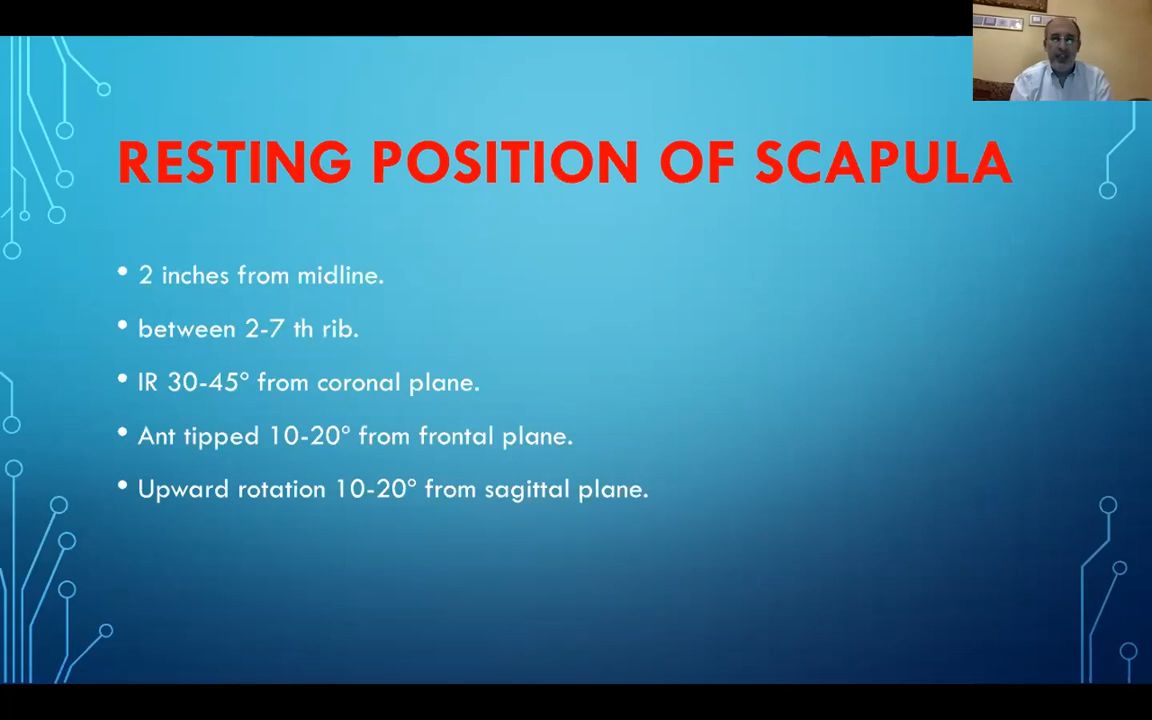 RESTING POSITION OF SCAPULA
• 2 inches from midline.
• between 2-7 th rib.
• IR 30-45° from coronal plane.
• Ant tipped 10-20° from frontal plane.
• Upward rotation 10-20° from sagittal plane.